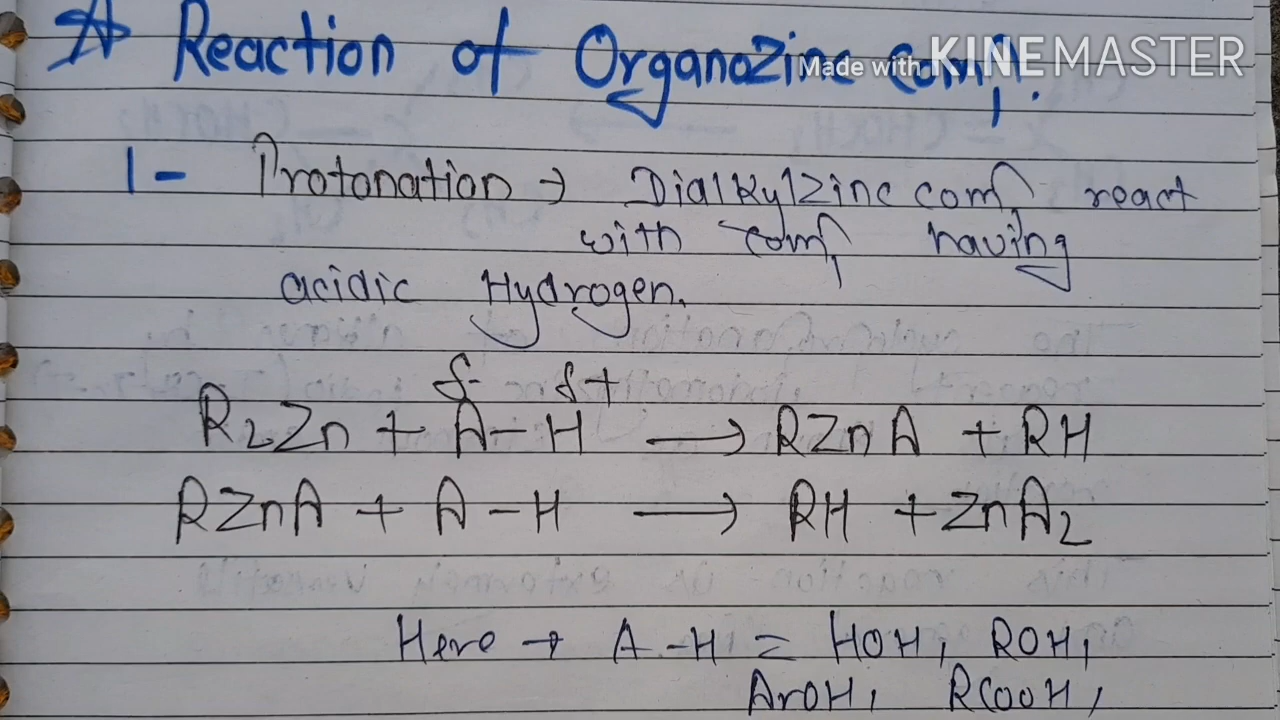 Reaction of OrganoZinc Comp.
Made with KINEMASTER
1- Protonation → Dialkylzinc comp react
with comp having
acidic Hydrogen.
δ- δ+
R2Zn + A-H → RZnA + RH
RZnA + A-H → RH + ZnA2
Here → A-H = HOH, ROH,
ArOH, RCOOH,